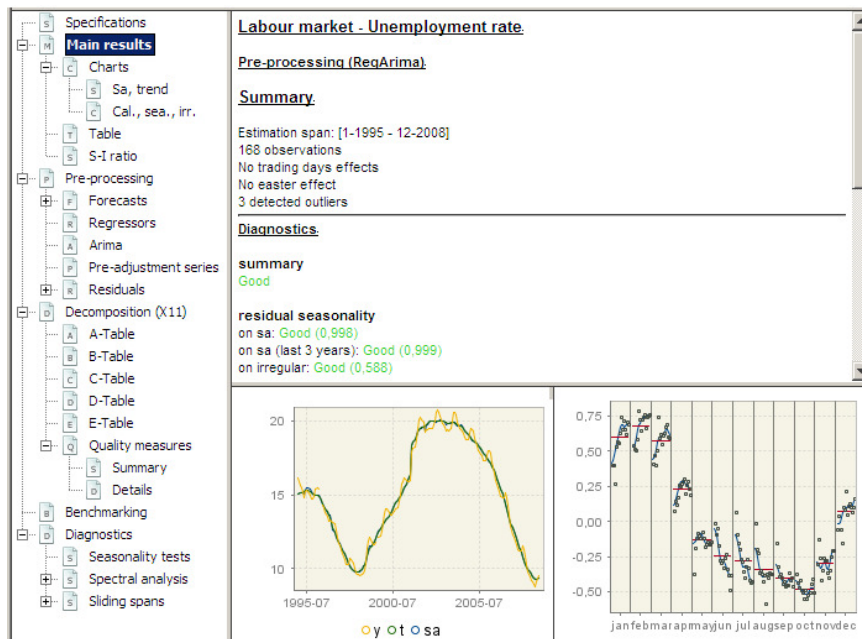 Specifications
Main results
Charts
Sa, trend
Cal., sea., irr.
Table
S-I ratio
Pre-processing
Forecasts
Regressors
Arima
Pre-adjustment series
Residuals
Decomposition (X11)
A-Table
B-Table
C-Table
D-Table
E-Table
Quality measures
Summary
Details
Benchmarking
Diagnostics
Seasonality tests
Spectral analysis
Sliding spans
Labour market - Unemployment rate
Pre-processing (RegArima)
Summary
Estimation span: [1-1995 - 12-2008]
168 observations
No trading days effects
No easter effect
3 detected outliers
Diagnostics
summary
Good
residual seasonality
on sa: Good (0,998)
on sa (last 3 years): Good (0,999)
on irregular: Good (0,588)
20
15
10
1995-07 2000-07 2005-07
y t sa
0,75
0,50
0,25
0,00
-0,25
-0,50
jan feb mar apr may jun jul aug sep oct nov dec